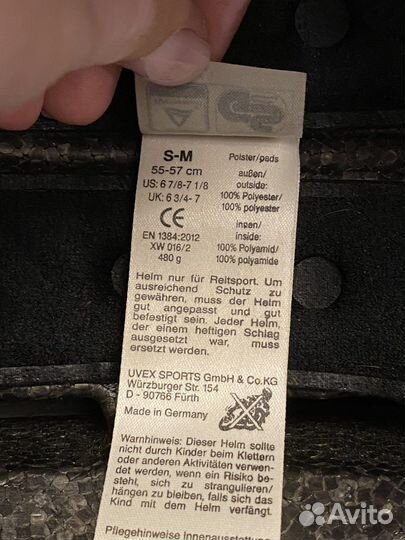 S-M
55-57 cm
US: 6 7/8-7 1/8
UK: 6 3/4- 7
CE
EN 1384:2012
XW 016/2
480 g
Polster/pads
außen/
outside:
100% Polyester/
100% polyester
innen/
inside:
100% Polyamid/
100% polyamide
Helm nur für Reitsport. Um
ausreichend Schutz zu
gewähren, muss der Helm
gut angepasst und gut
befestigt sein. Jeder Helm,
der einem heftigen Schlag
ausgesetzt war, muss
ersetzt werden.
UVEX SPORTS GmbH & Co.KG
Würzburger Str. 154
D - 90766 Fürth
Made in Germany
Warnhinweis: Dieser Helm sollte
nicht durch Kinder beim Klettern
oder anderen Aktivitäten verwen-
det werden, wenn ein Risiko be-
steht, sich zu strangulieren/
hängen zu bleiben, falls sich das
Kind mit dem Helm verfängt.
Pflegehinweise Innenausstattung
Avito